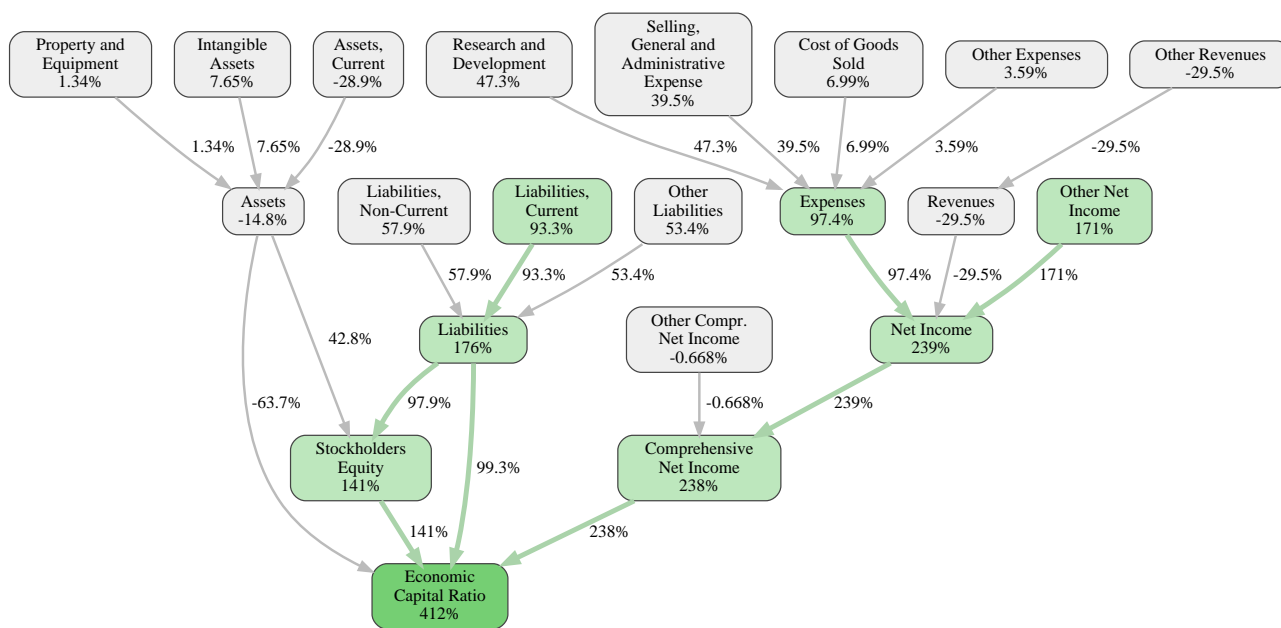 Property and
Equipment
1.34%
Intangible
Assets
7.65%
Assets,
Current
-28.9%
Research and
Development
47.3%
Selling,
General and
Administrative
Expense
39.5%
Cost of Goods
Sold
6.99%
Other Expenses
3.59%
Other Revenues
-29.5%
1.34%
7.65%
-28.9%
47.3%
39.5%
6.99%
3.59%
-29.5%
Assets
-14.8%
Liabilities,
Non-Current
57.9%
Liabilities,
Current
93.3%
Other
Liabilities
53.4%
Expenses
97.4%
Revenues
-29.5%
Other Net
Income
171%
57.9%
93.3%
53.4%
97.4%
-29.5%
171%
42.8%
Liabilities
176%
Other Compr.
Net Income
-0.668%
Net Income
239%
-63.7%
97.9%
-0.668%
239%
Stockholders
Equity
141%
99.3%
Comprehensive
Net Income
238%
141%
238%
Economic
Capital Ratio
412%